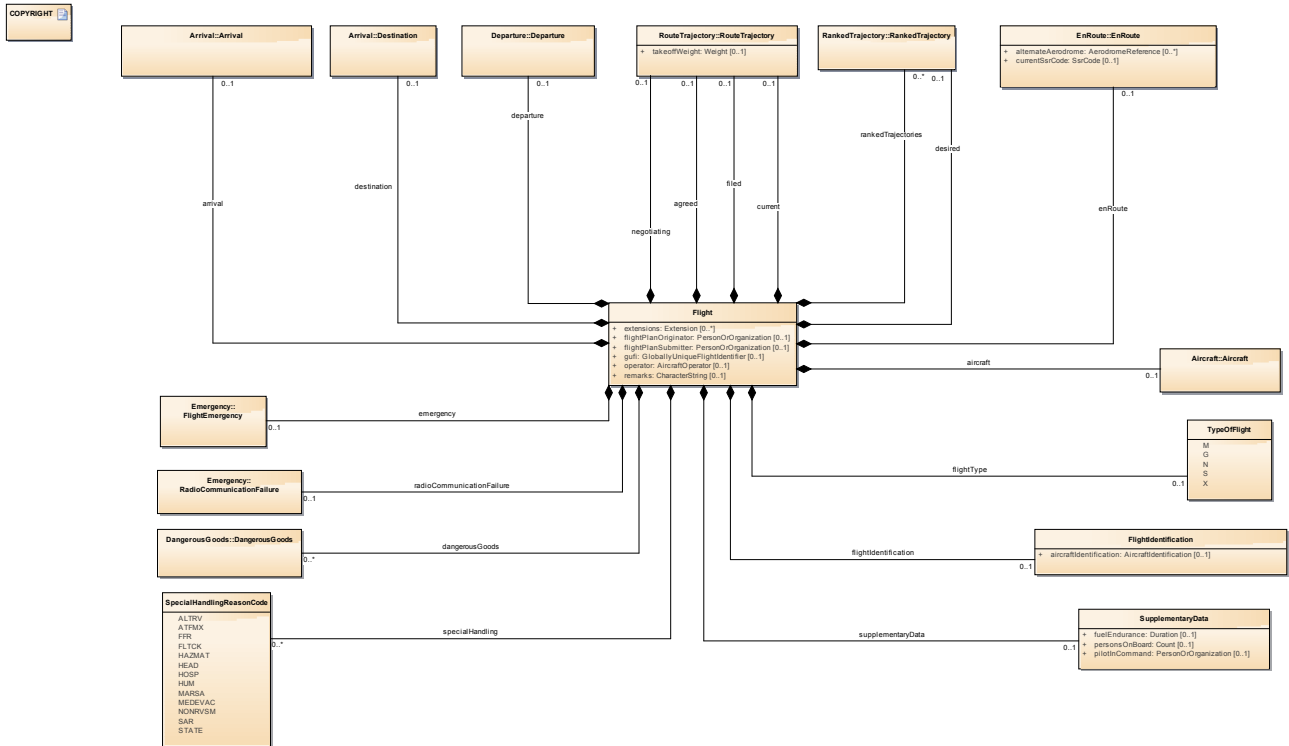 COPYRIGHT
Arrival::Arrival
Arrival::Destination
Departure::Departure
RouteTrajectory::RouteTrajectory
+ takeoffWeight: Weight [0..1]
RankedTrajectory::RankedTrajectory
EnRoute::EnRoute
+ alternateAerodrome: AerodromeReference [0..*]
+ currentSsrCode: SsrCode [0..1]
0..1
0..1
0..1
0..1
0..1
0..1
0..1
0..*
0..1
0..1
departure
rankedTrajectories
desired
destination
filed
arrival
agreed
current
enRoute
negotiating
Flight
+ extensions: Extension [0..*]
+ flightPlanOriginator: PersonOrOrganization [0..1]
+ flightPlanSubmitter: PersonOrOrganization [0..1]
+ gufi: GloballyUniqueFlightIdentifier [0..1]
+ operator: AircraftOperator [0..1]
+ remarks: CharacterString [0..1]
aircraft
0..1
Aircraft::Aircraft
Emergency::
FlightEmergency
0..1
emergency
TypeOfFlight
M
G
N
S
X
flightType
0..1
Emergency::
RadioCommunicationFailure
0..1
radioCommunicationFailure
DangerousGoods::DangerousGoods
0..*
dangerousGoods
flightIdentification
0..1
FlightIdentification
+ aircraftIdentification: AircraftIdentification [0..1]
SpecialHandlingReasonCode
ALTRV
ATFMX
FFR
FLTCK
HAZMAT
HEAD
HOSP
HUM
MARSA
MEDEVAC
NONRVSM
SAR
STATE
0..*
specialHandling
supplementaryData
0..1
SupplementaryData
+ fuelEndurance: Duration [0..1]
+ personsOnBoard: Count [0..1]
+ pilotInCommand: PersonOrOrganization [0..1]